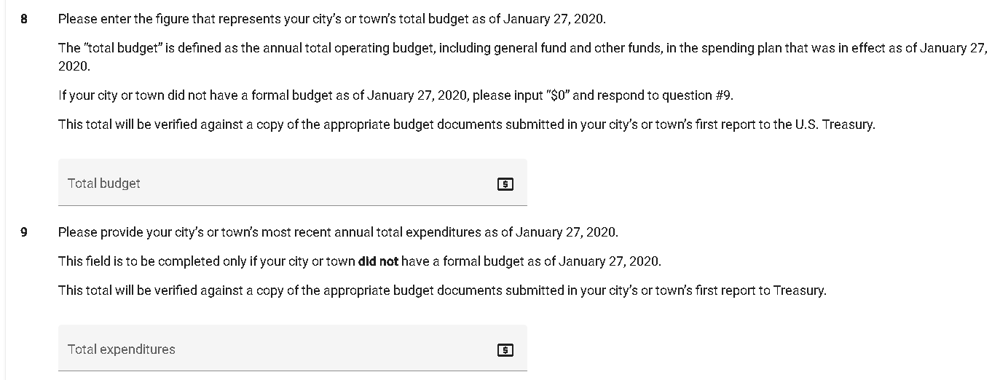 8 Please enter the figure that represents your city's or town's total budget as of January 27, 2020.
The “total budget” is defined as the annual total operating budget, including general fund and other funds, in the spending plan that was in effect as of January 27,
2020.
If your city or town did not have a formal budget as of January 27, 2020, please input “$0” and respond to question #9.
This total will be verified against a copy of the appropriate budget documents submitted in your city's or town's first report to the U.S. Treasury.
Total budget $
9 Please provide your city's or town's most recent annual total expenditures as of January 27, 2020.
This field is to be completed only if your city or town did not have a formal budget as of January 27, 2020.
This total will be verified against a copy of the appropriate budget documents submitted in your city's or town's first report to Treasury.
Total expenditures $